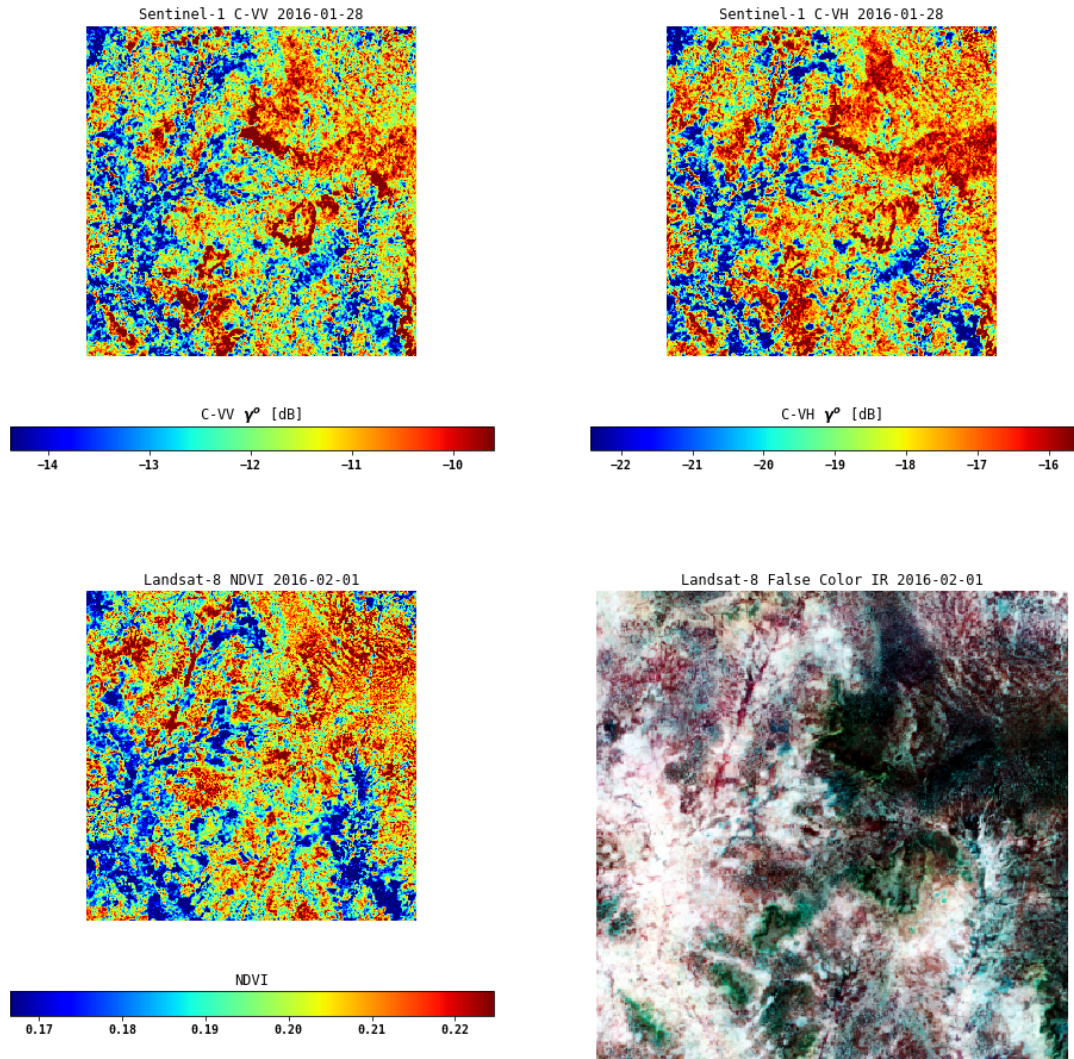 Sentinel-1 C-VV 2016-01-28
Sentinel-1 C-VH 2016-01-28
C-VV γᵒ [dB]
C-VH γᵒ [dB]
−14 −13 −12 −11 −10
−22 −21 −20 −19 −18 −17 −16
Landsat-8 NDVI 2016-02-01
Landsat-8 False Color IR 2016-02-01
NDVI
0.17 0.18 0.19 0.20 0.21 0.22